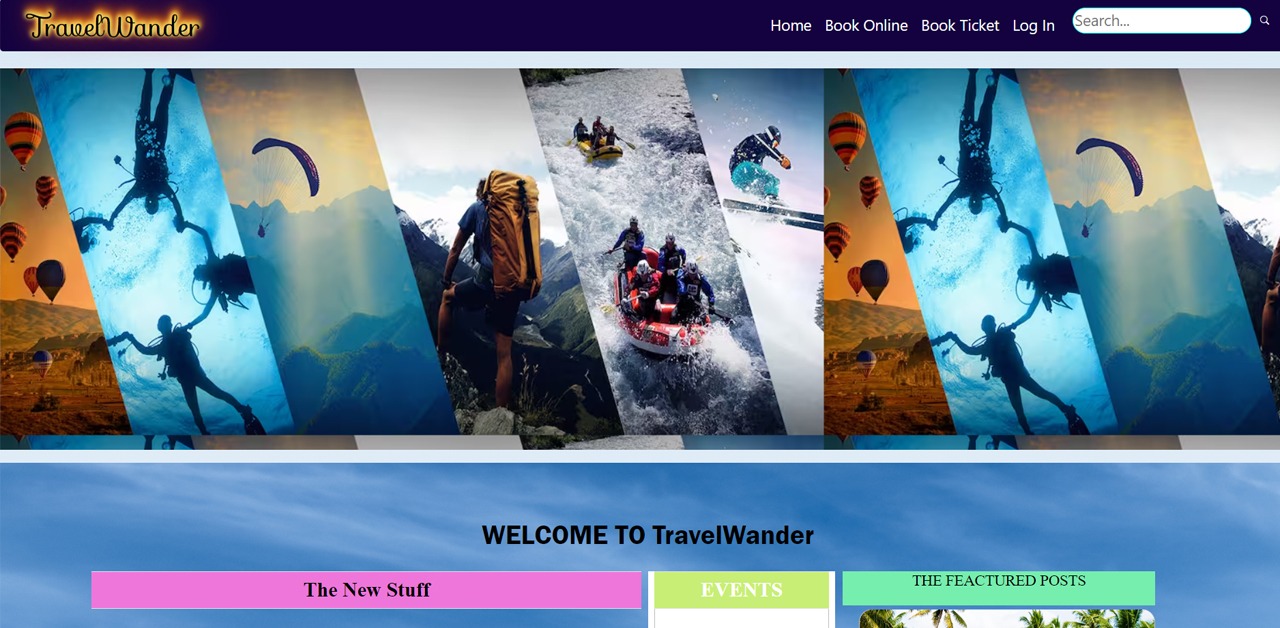 TravelWander
Home Book Online Book Ticket Log In Search...
WELCOME TO TravelWander
The New Stuff
EVENTS
THE FEACTURED POSTS